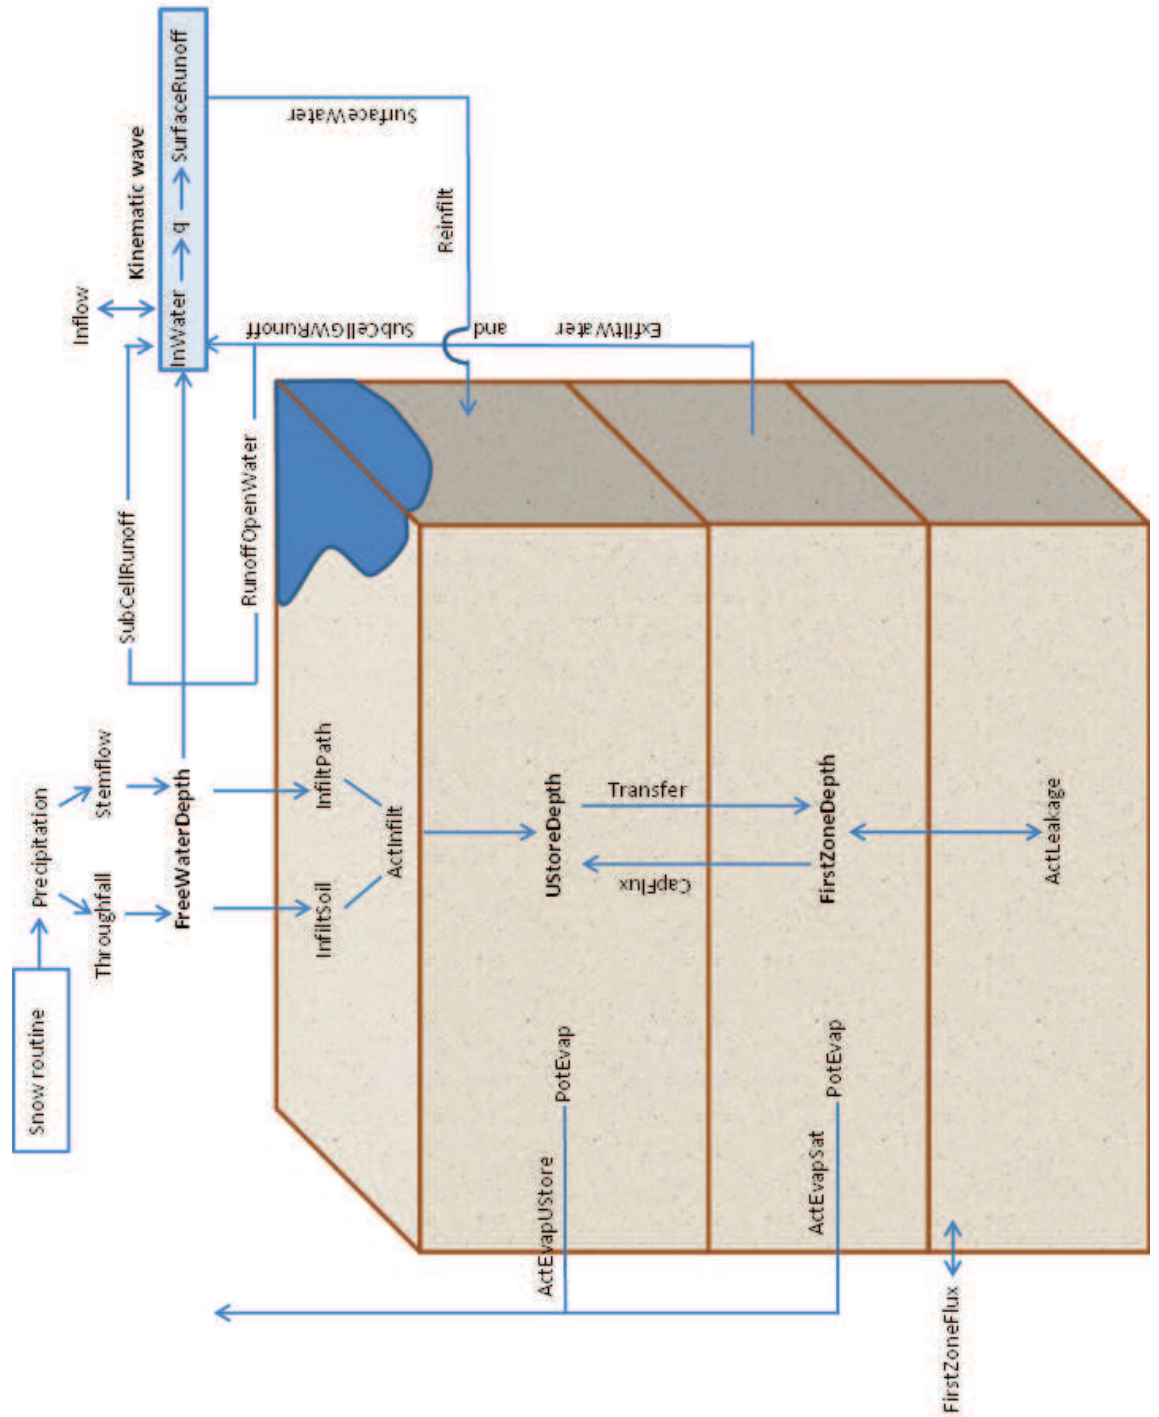 Snow routine
Precipitation
Throughfall
Stemflow
FreeWaterDepth
SubCellRunoff
RunoffOpenWater
Inflow
Kinematic wave
InWater
q
SurfaceRunoff
SurfaceWater
Reinfilt
SubCellGWRunoff
and
ExfiltWater
InfiltSoil
InfiltPath
ActInfilt
UStoreDepth
Transfer
CapFlux
FirstZoneDepth
ActLeakage
PotEvap
ActEvapUStore
PotEvap
ActEvapSat
FirstZoneFlux